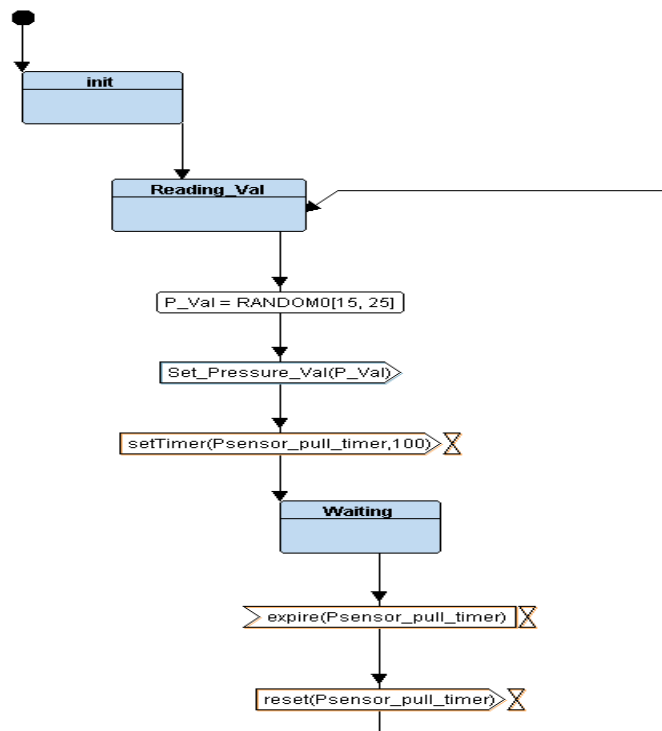 init
Reading_Val
P_Val = RANDOM0[15, 25]
Set_Pressure_Val(P_Val)
setTimer(Psensor_pull_timer,100)
Waiting
expire(Psensor_pull_timer)
reset(Psensor_pull_timer)